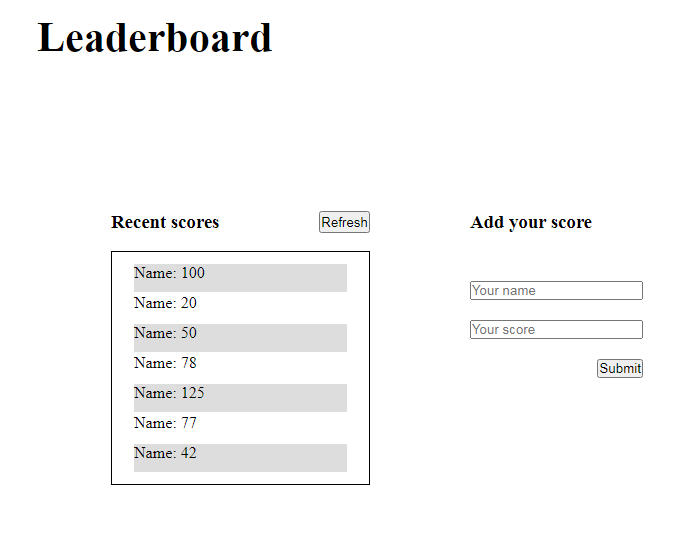 Leaderboard
Recent scores
Refresh
Name: 100
Name: 20
Name: 50
Name: 78
Name: 125
Name: 77
Name: 42
Add your score
Your name
Your score
Submit